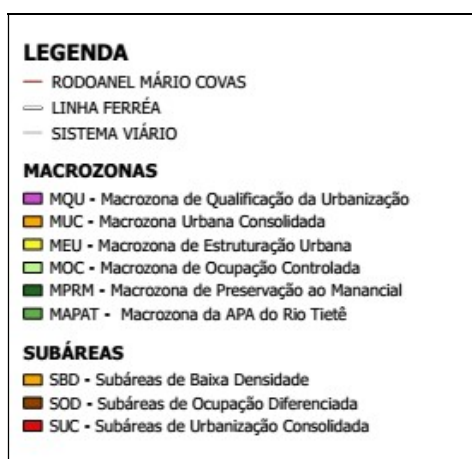 LEGENDA
RODOANEL MÁRIO COVAS
LINHA FERRÉA
SISTEMA VIÁRIO
MACROZONAS
MQU - Macrozona de Qualificação da Urbanização
MUC - Macrozona Urbana Consolidada
MEU - Macrozona de Estruturação Urbana
MOC - Macrozona de Ocupação Controlada
MPRM - Macrozona de Preservação ao Manancial
MAPAT - Macrozona da APA do Rio Tietê
SUBÁREAS
SBD - Subáreas de Baixa Densidade
SOD - Subáreas de Ocupação Diferenciada
SUC - Subáreas de Urbanização Consolidada